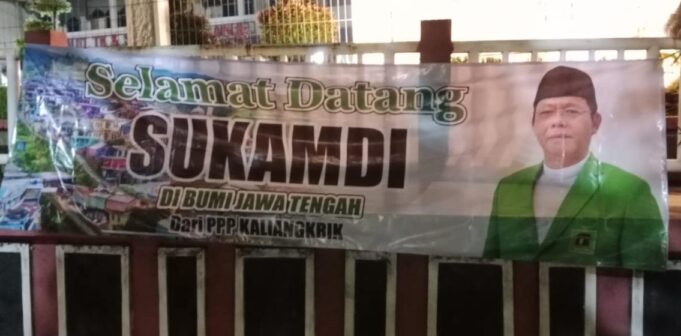 Selamat Datang
SUKAMDI
DI BUMI JAWA TENGAH
Dari PPP KALIANGKRIK